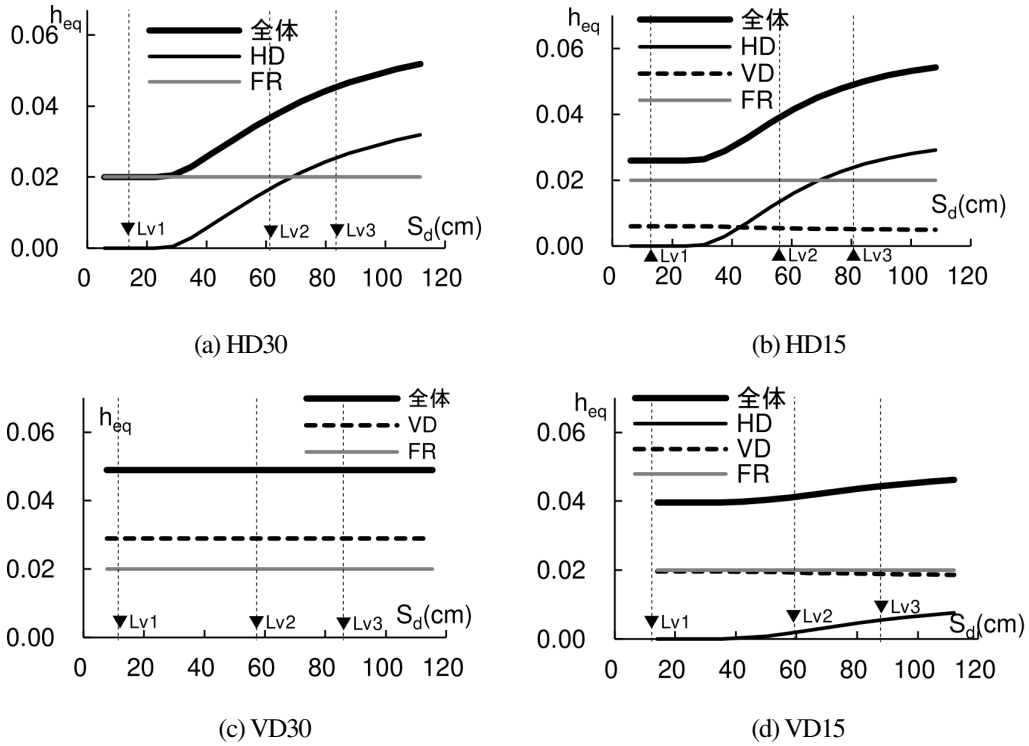 h_eq
0.06
0.04
0.02
0.00
全体
HD
FR
Lv1
Lv2
Lv3
S_d(cm)
0 20 40 60 80 100 120
(a) HD30
h_eq
0.06
0.04
0.02
0.00
全体
HD
VD
FR
S_d(cm)
Lv1
Lv2
Lv3
0 20 40 60 80 100 120
(b) HD15
h_eq
0.06
0.04
0.02
0.00
全体
VD
FR
Lv1
Lv2
Lv3
S_d(cm)
0 20 40 60 80 100 120
(c) VD30
h_eq
0.06
0.04
0.02
0.00
全体
HD
VD
FR
Lv1
Lv2
Lv3
S_d(cm)
0 20 40 60 80 100 120
(d) VD15